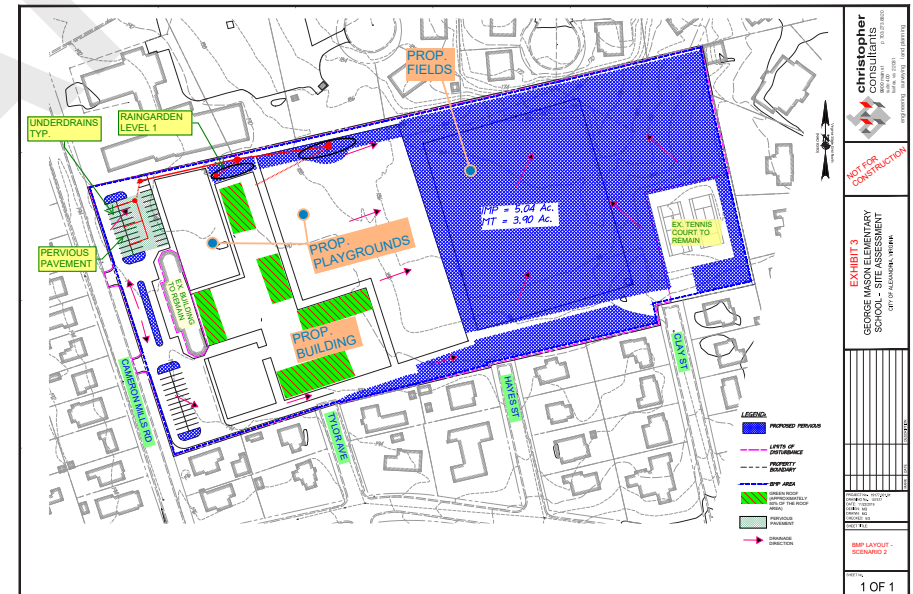 PROP.
FIELDS
UNDERDRAINS
TYP.
RAINGARDEN
LEVEL 1
IMP = 5.04 Ac.
MT = 3.90 Ac.
EX. TENNIS
COURT TO
REMAIN
PERVIOUS
PAVEMENT
PROP.
PLAYGROUNDS
EX. BUILDING
TO REMAIN
PROP.
BUILDING
CAMERON MILLS RD
TYLOR AVE
HAYES ST
CLAY ST
LEGEND:
PROPOSED PERVIOUS
LIMITS OF
DISTURBANCE
PROPERTY
BOUNDARY
BMP AREA
GREEN ROOF
(APPROXIMATELY
50% OF THE ROOF
AREA)
PERVIOUS
PAVEMENT
DRAINAGE
DIRECTION
christopher
consultants
engineering surveying land planning
NOT FOR
CONSTRUCTION
EXHIBIT 3
GEORGE MASON ELEMENTARY
SCHOOL - SITE ASSESSMENT
CITY OF ALEXANDRIA, VIRGINIA
BMP LAYOUT -
SCENARIO 2
1 OF 1